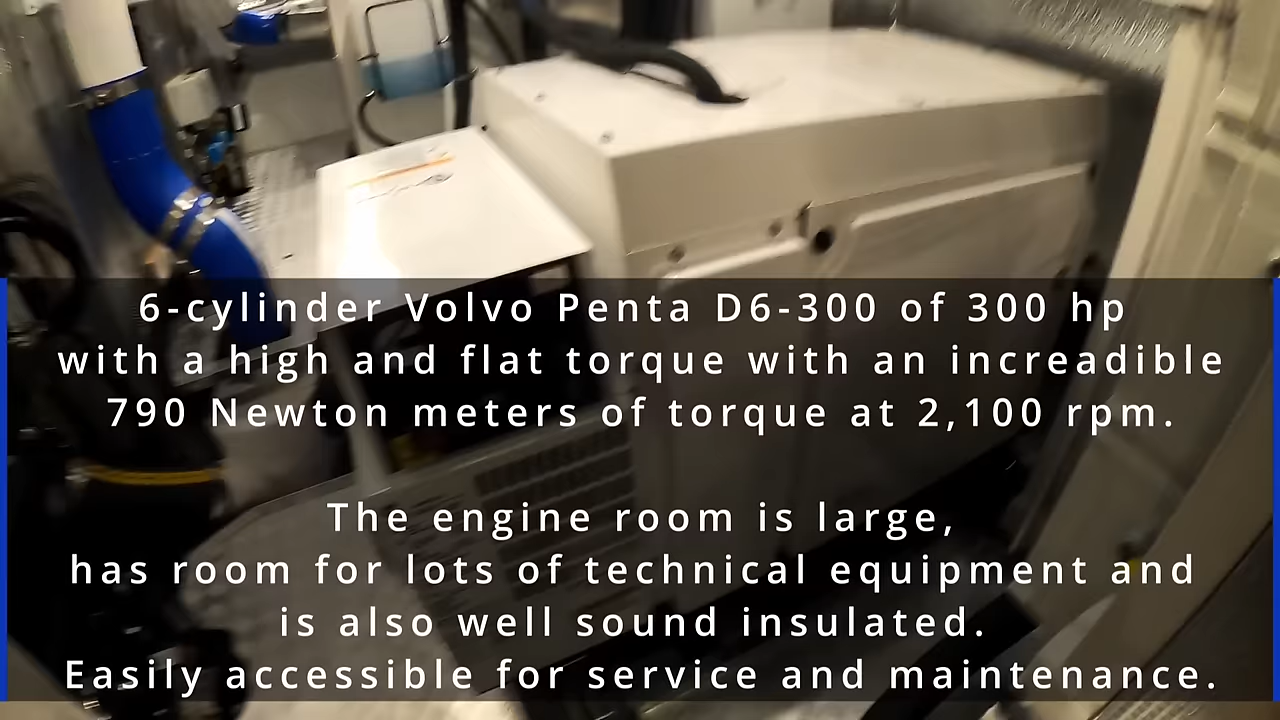 6-cylinder Volvo Penta D6-300 of 300 hp
with a high and flat torque with an increadible
790 Newton meters of torque at 2,100 rpm.
The engine room is large,
has room for lots of technical equipment and
is also well sound insulated.
Easily accessible for service and maintenance.